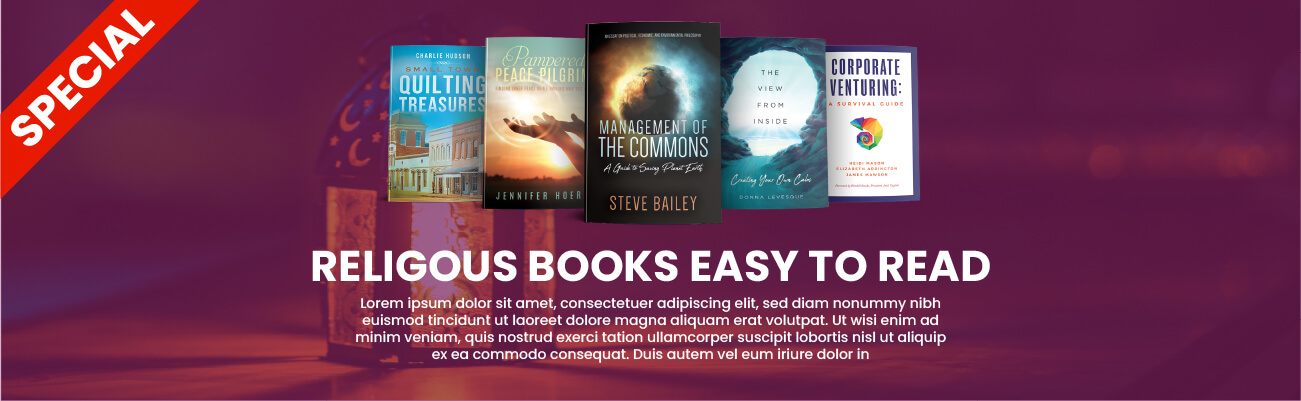 SPECIAL
CHARLIE HUDSON
SMALL TOWN
QUILTING
TREASURES
Pampered
PEACE PILGRIM
JENNIFER HOER
MANAGEMENT OF
THE COMMONS
A Guide to Saving Planet Earth
STEVE BAILEY
THE
VIEW
FROM
INSIDE
Creating Your Own Calm
DONNA LEVESQUE
CORPORATE
VENTURING:
A SURVIVAL GUIDE
HEIDI MASON
ELIZABETH ARRINGTON
JAMES MAWSON
RELIGOUS BOOKS EASY TO READ
Lorem ipsum dolor sit amet, consectetuer adipiscing elit, sed diam nonummy nibh
euismod tincidunt ut laoreet dolore magna aliquam erat volutpat. Ut wisi enim ad
minim veniam, quis nostrud exerci tation ullamcorper suscipit lobortis nisl ut aliquip
ex ea commodo consequat. Duis autem vel eum iriure dolor in